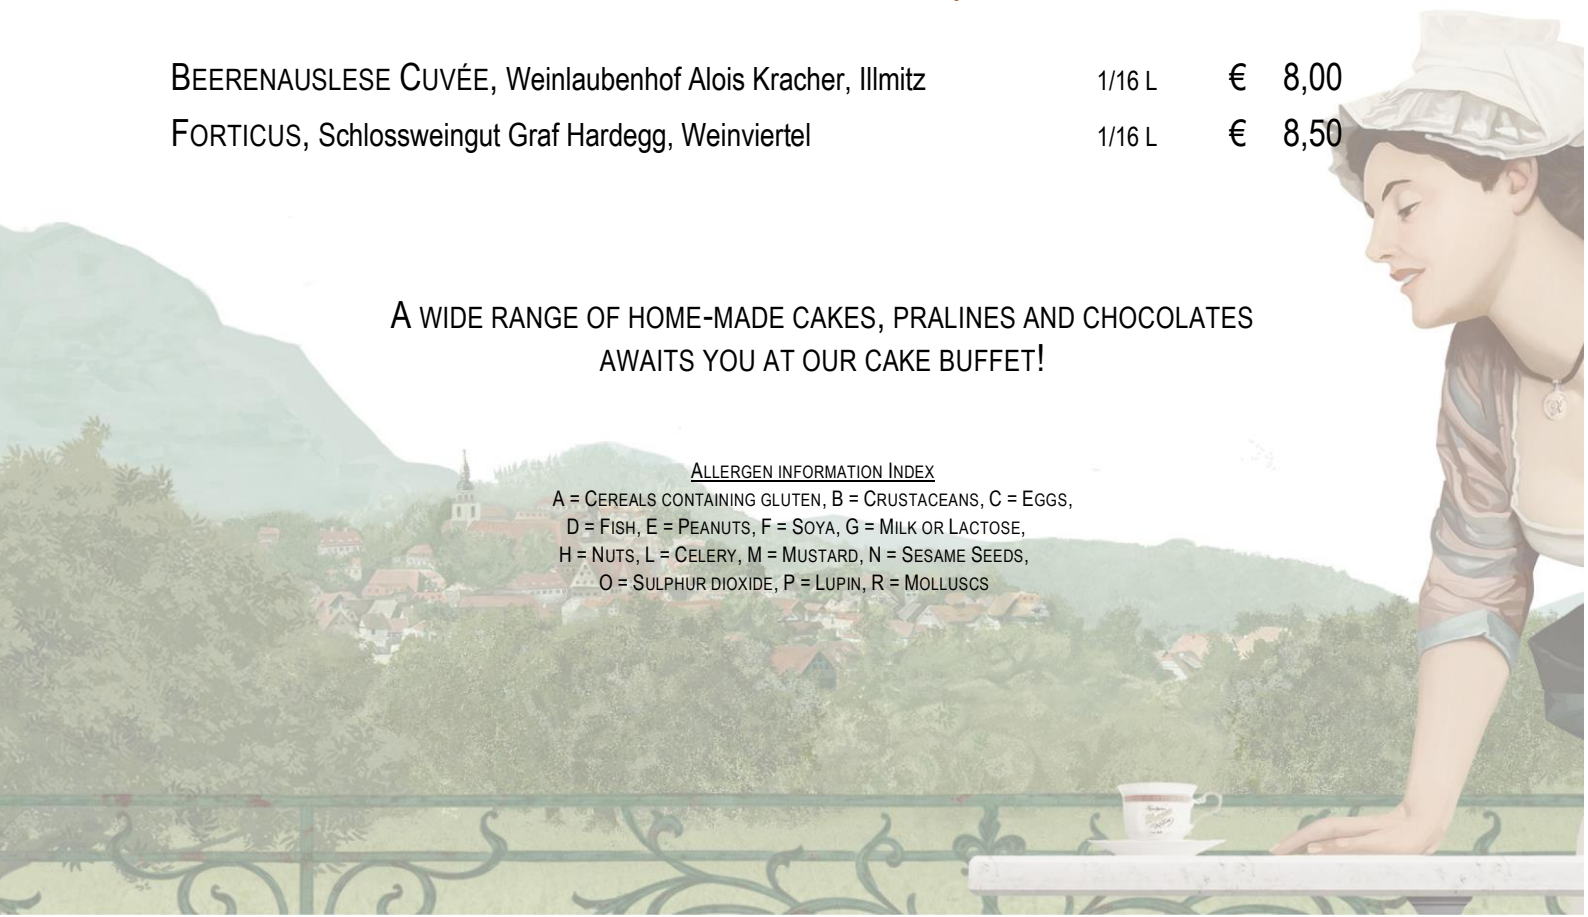 BEERENAUSLESE CUVÉE, Weinlaubenhof Alois Kracher, Illmitz 1/16 L € 8,00
FORTICUS, Schlossweingut Graf Hardegg, Weinviertel 1/16 L € 8,50
A WIDE RANGE OF HOME-MADE CAKES, PRALINES AND CHOCOLATES
AWAITS YOU AT OUR CAKE BUFFET!
ALLERGEN INFORMATION INDEX
A = CEREALS CONTAINING GLUTEN, B = CRUSTACEANS, C = EGGS,
D = FISH, E = PEANUTS, F = SOYA, G = MILK OR LACTOSE,
H = NUTS, L = CELERY, M = MUSTARD, N = SESAME SEEDS,
O = SULPHUR DIOXIDE, P = LUPIN, R = MOLLUSCS